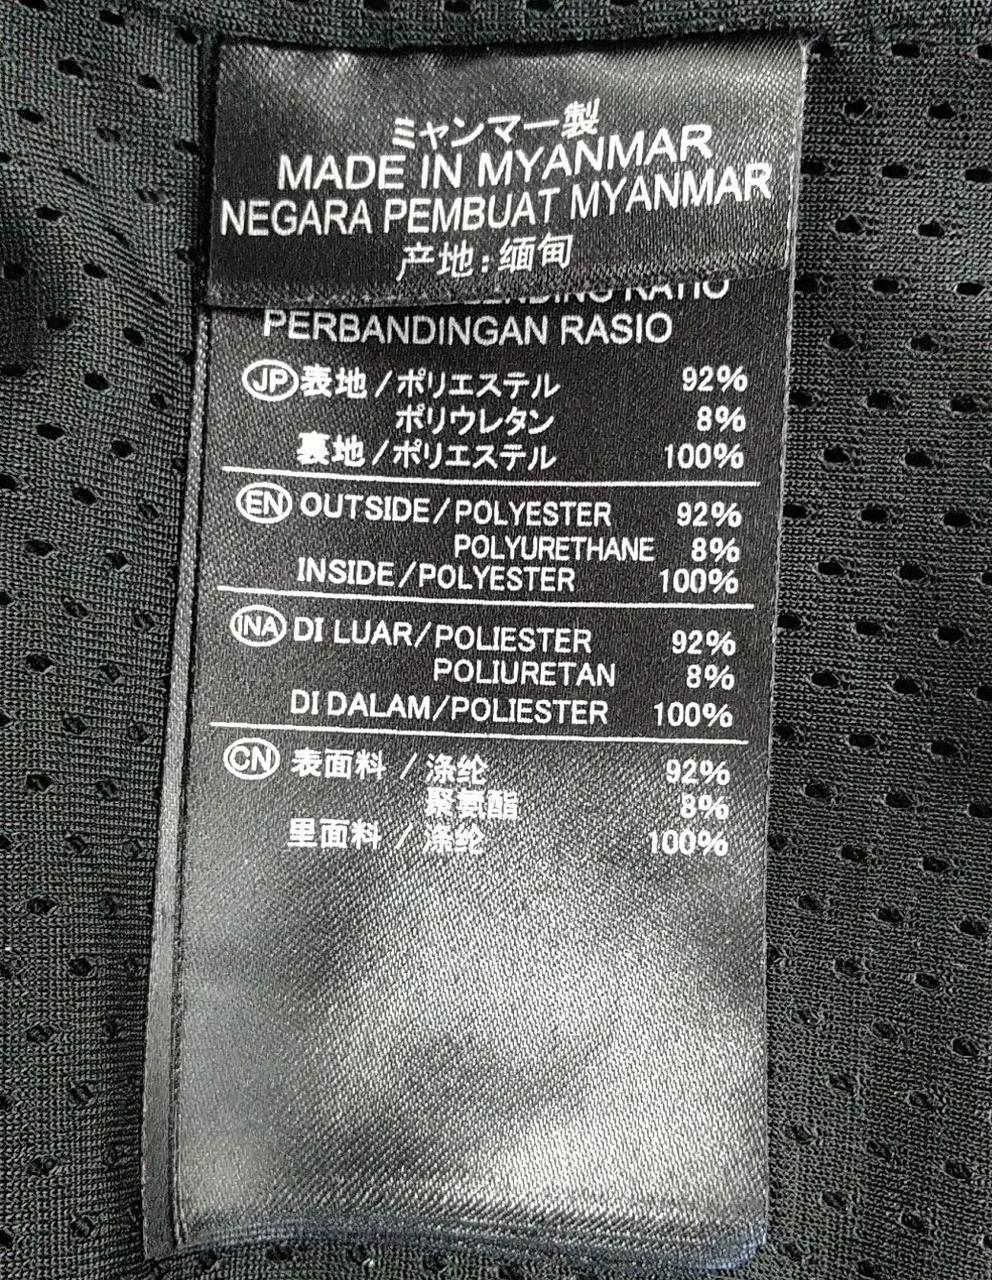 ミャンマー製
MADE IN MYANMAR
NEGARA PEMBUAT MYANMAR
产地:缅甸
RATIO
PERBANDINGAN RASIO
JP 表地/ポリエステル 92%
ポリウレタン 8%
裏地/ポリエステル 100%
EN OUTSIDE/POLYESTER 92%
POLYURETHANE 8%
INSIDE/POLYESTER 100%
INA DI LUAR/POLIESTER 92%
POLIURETAN 8%
DI DALAM/POLIESTER 100%
CN 表面料 / 涤纶 92%
聚氨酯 8%
里面料 / 涤纶 100%